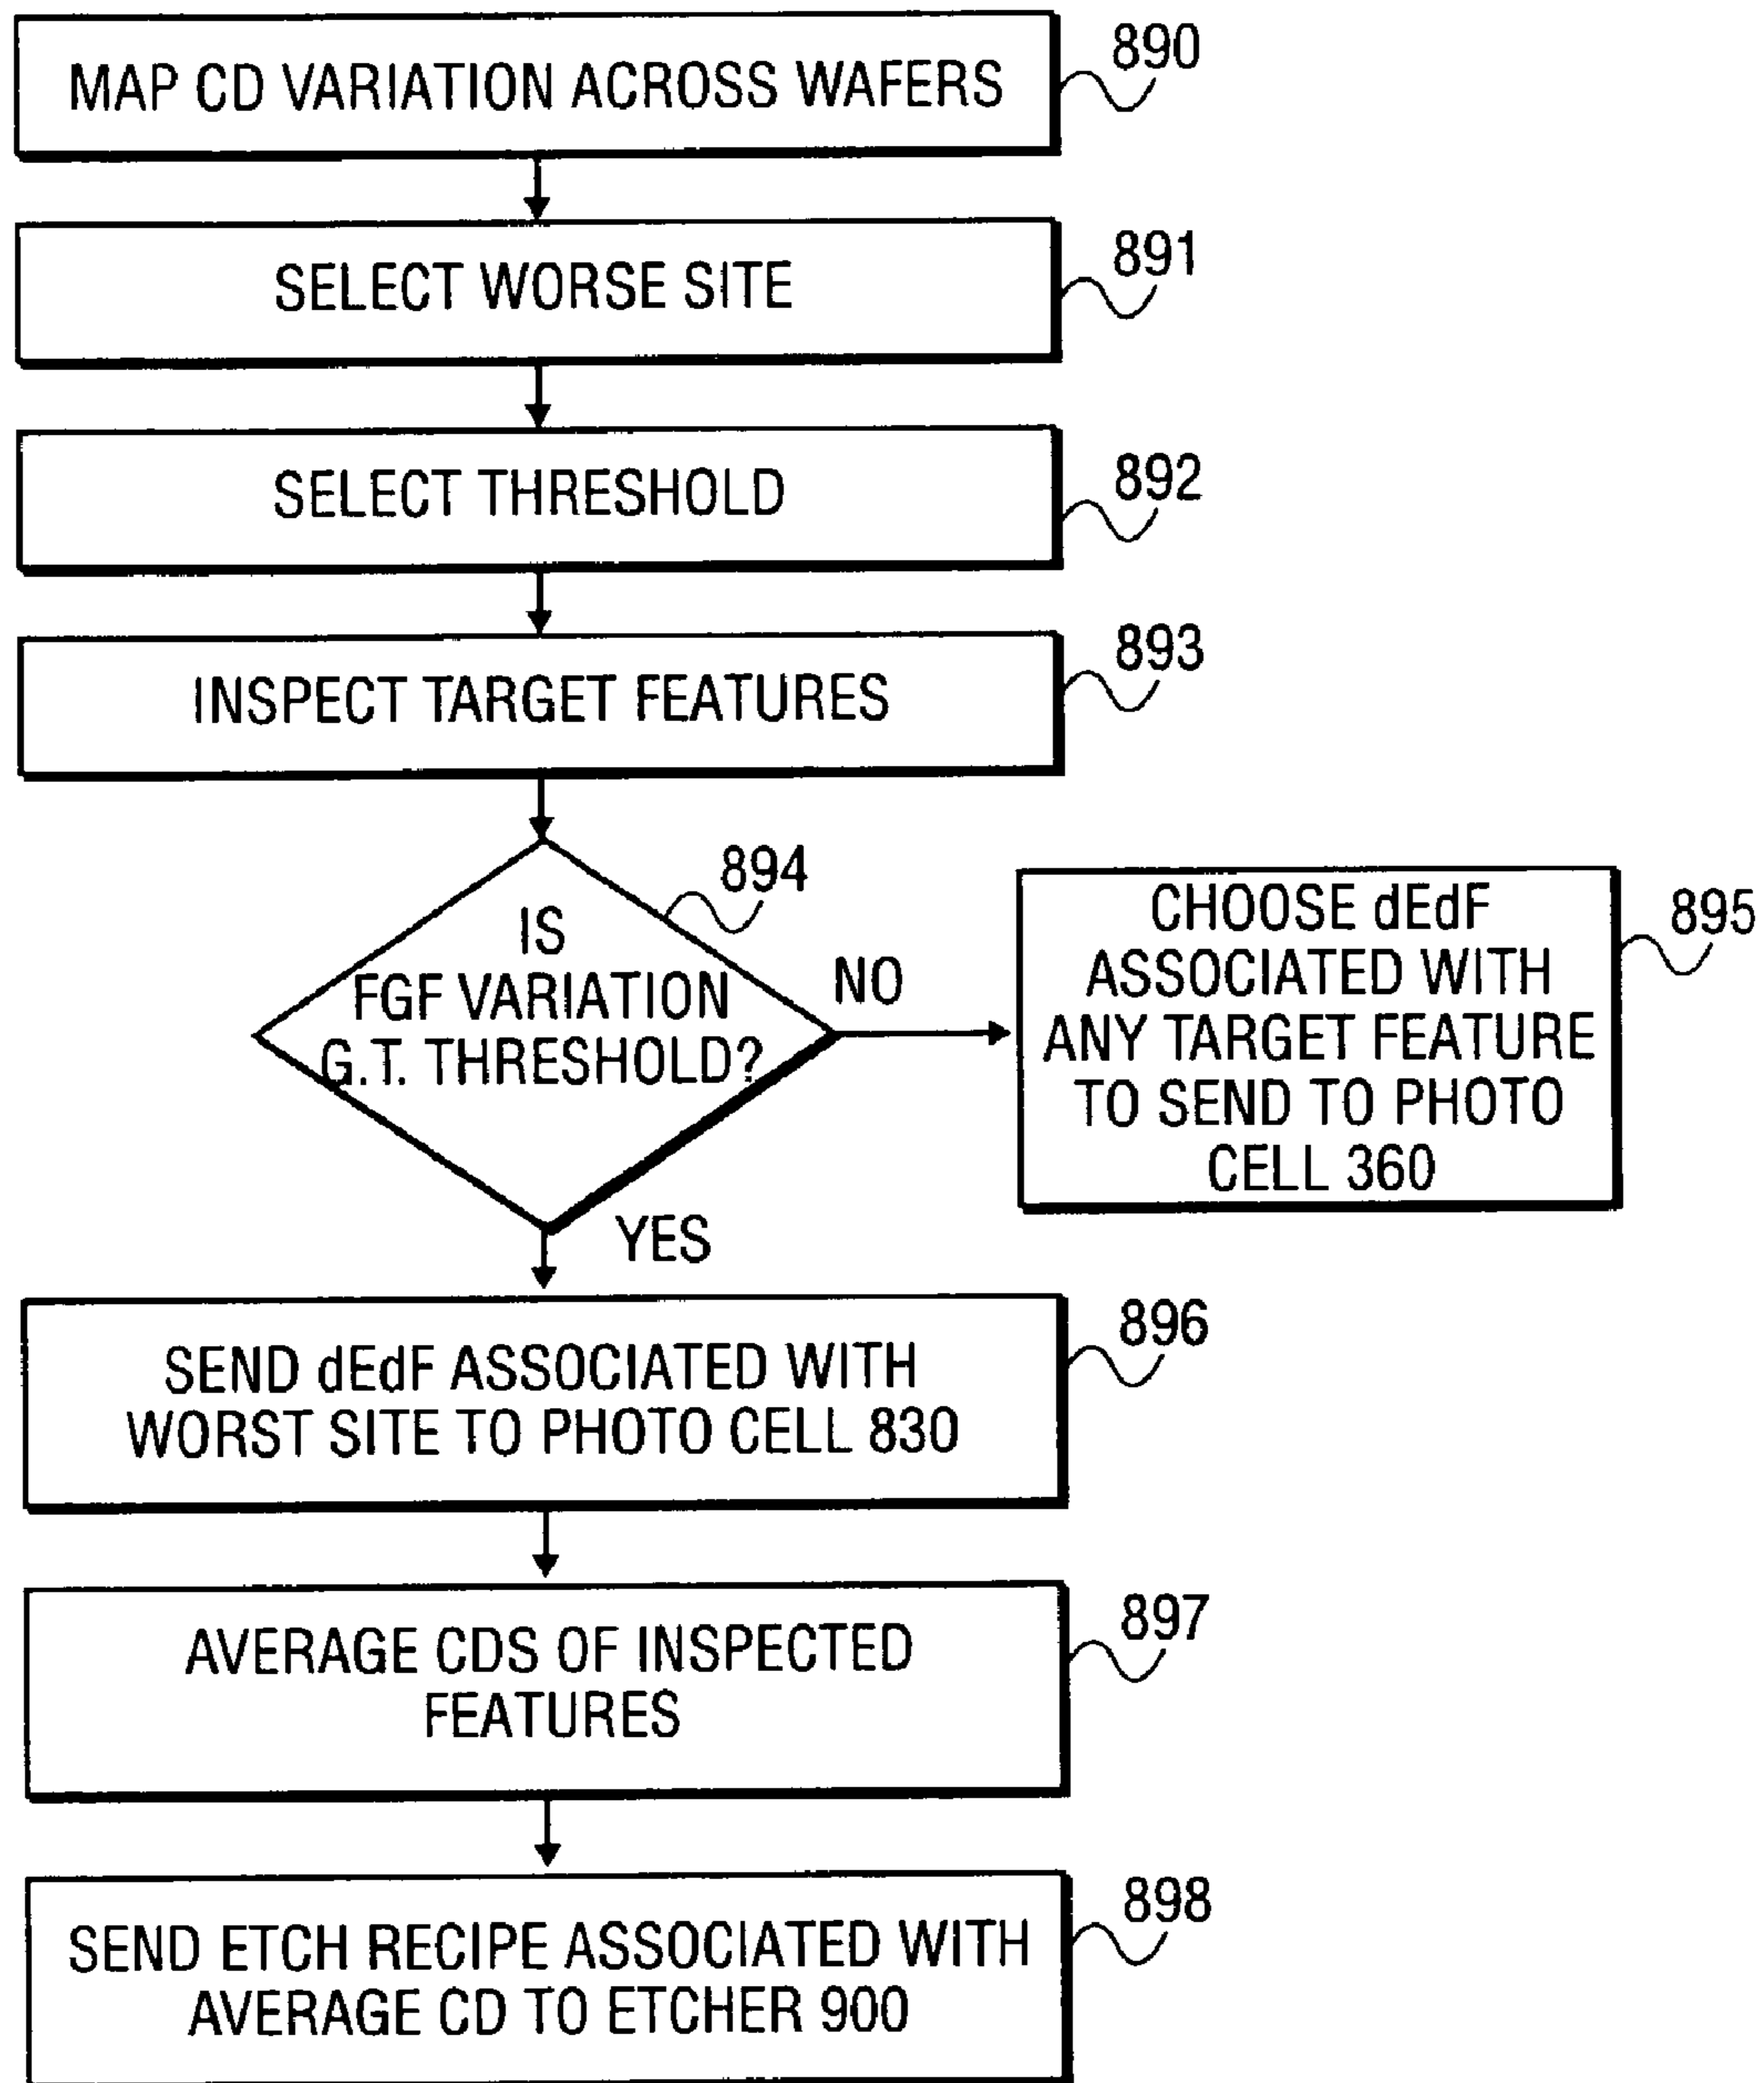 MAP CD VARIATION ACROSS WAFERS
890
SELECT WORSE SITE
891
SELECT THRESHOLD
892
INSPECT TARGET FEATURES
893
IS
FGF VARIATION
G.T. THRESHOLD?
894
NO
CHOOSE dEdF
ASSOCIATED WITH
ANY TARGET FEATURE
TO SEND TO PHOTO
CELL 360
895
YES
SEND dEdF ASSOCIATED WITH
WORST SITE TO PHOTO CELL 830
896
AVERAGE CDS OF INSPECTED
FEATURES
897
SEND ETCH RECIPE ASSOCIATED WITH
AVERAGE CD TO ETCHER 900
898